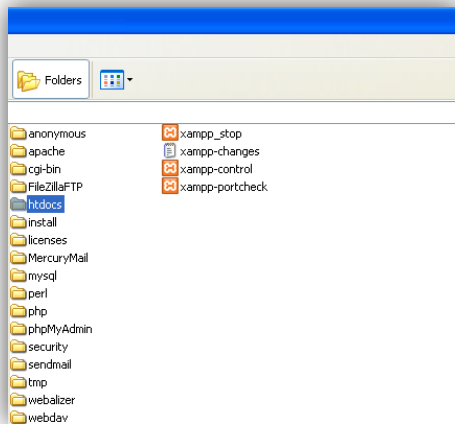 Folders
anonymous
apache
cgi-bin
FileZillaFTP
htdocs
install
licenses
MercuryMail
mysql
perl
php
phpMyAdmin
security
sendmail
tmp
webalizer
webdav
xampp_stop
xampp-changes
xampp-control
xampp-portcheck